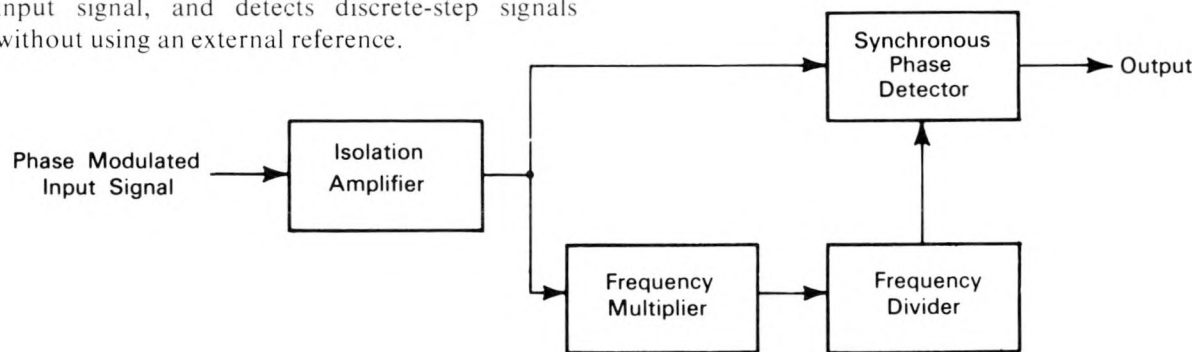 input signal, and detects discrete-step signals
without using an external reference.
Synchronous
Phase
Detector
Output
Phase Modulated
Input Signal
Isolation
Amplifier
Frequency
Multiplier
Frequency
Divider